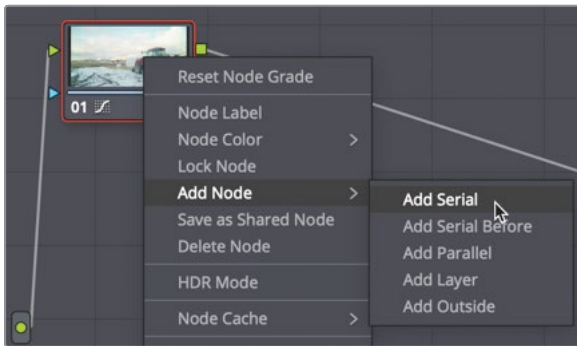 01
Reset Node Grade
Node Label
Node Color
Lock Node
Add Node
Save as Shared Node
Delete Node
HDR Mode
Node Cache
Add Serial
Add Serial Before
Add Parallel
Add Layer
Add Outside